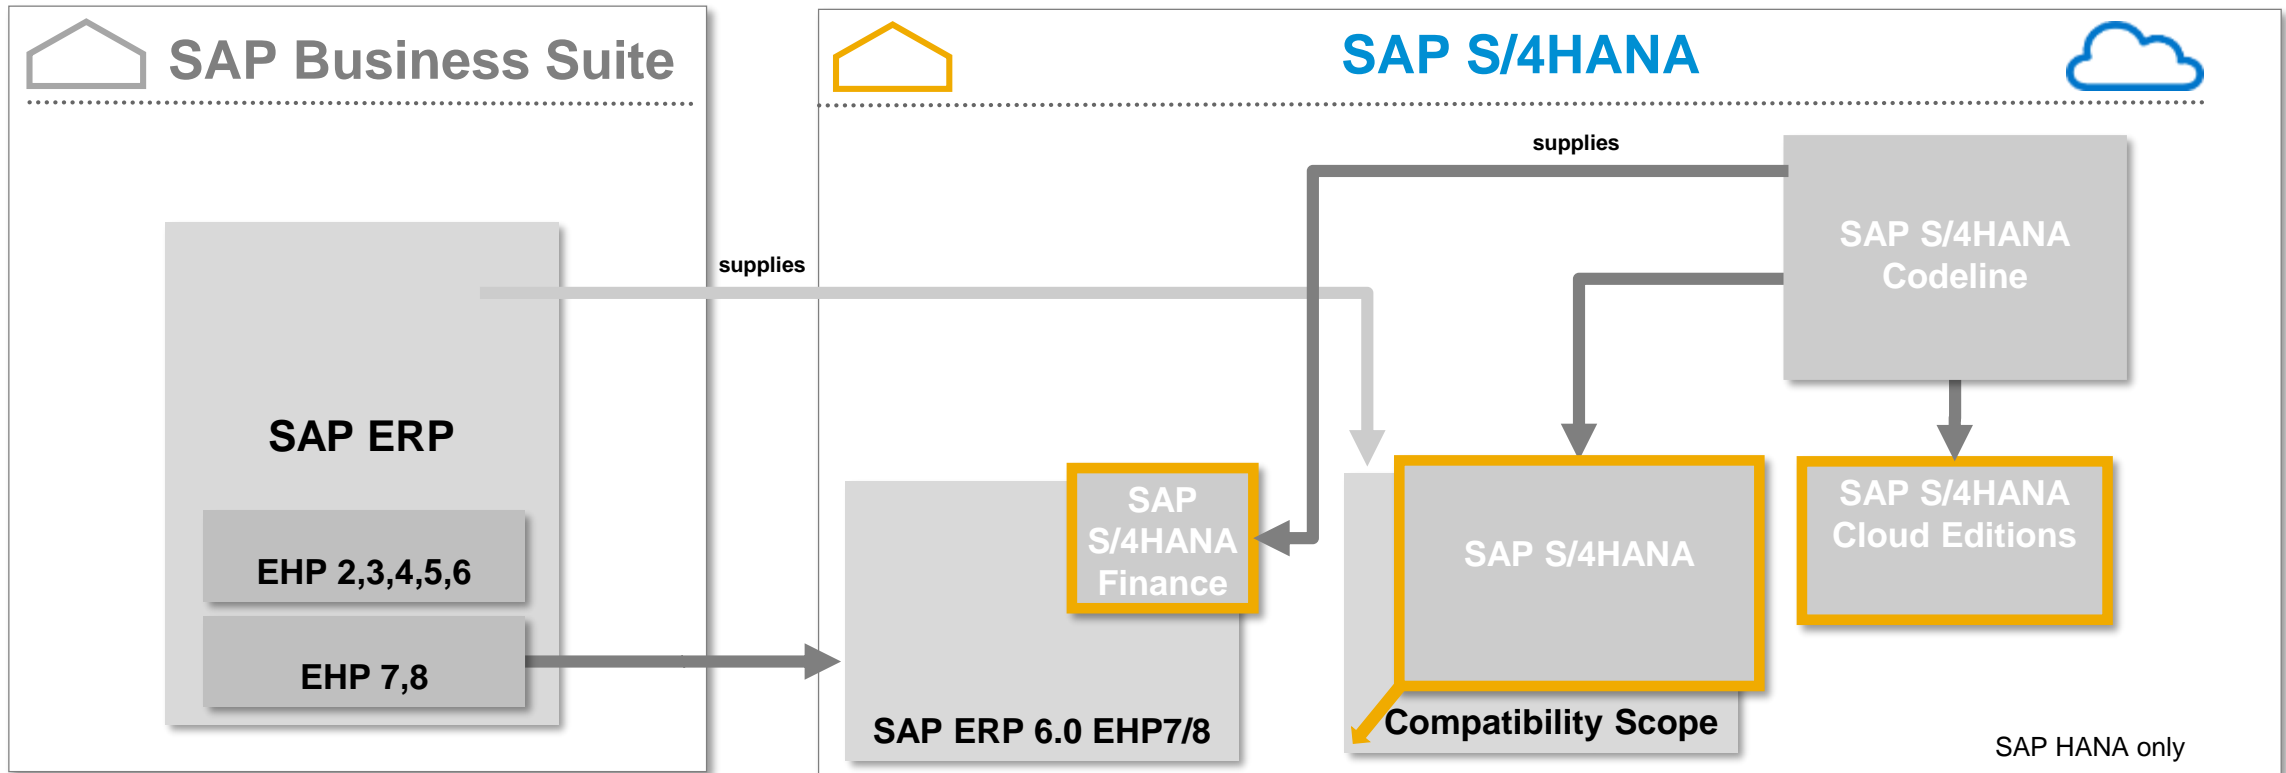 SAP Business Suite
SAP ERP
EHP 2,3,4,5,6
EHP 7,8
supplies
SAP S/4HANA
supplies
SAP S/4HANA
Codeline
SAP
S/4HANA
Finance
SAP ERP 6.0 EHP7/8
SAP S/4HANA
Compatibility Scope
SAP S/4HANA
Cloud Editions
SAP HANA only